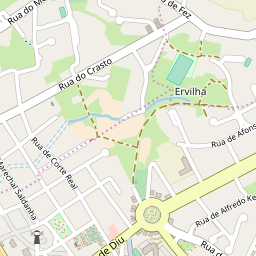 Rua do M
a de Fez
Rua do Crasto
Ervilha
Rua de Afons
Rua de Corte Real
Marechal Saldanha
Rua de Alfredo Ke
de Diu